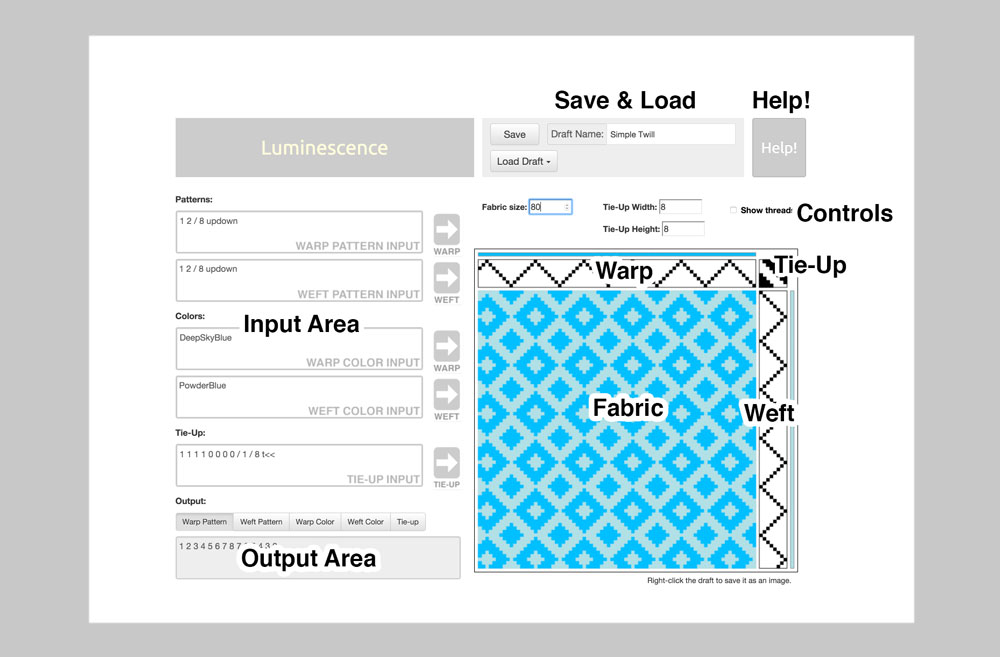 Save & Load
Help!
Luminescence
Save
Draft Name:
Simple Twill
Load Draft
Help!
Patterns:
1 2 / 8 updown
WARP PATTERN INPUT
WARP
1 2 / 8 updown
WEFT PATTERN INPUT
WEFT
Colors:
Input Area
DeepSkyBlue
WARP COLOR INPUT
WARP
PowderBlue
WEFT COLOR INPUT
WEFT
Tie-Up:
1 1 1 1 0 0 0 0 / 1 / 8 t<<
TIE-UP INPUT
TIE-UP
Output:
Warp Pattern
Weft Pattern
Warp Color
Weft Color
Tie-up
1 2 3 4 5 6 7 8 7
Output Area
Fabric size: 80
Tie-Up Width: 8
Show thread
Controls
Tie-Up Height: 8
Warp
Tie-Up
Fabric
Weft
Right-click the draft to save it as an image.